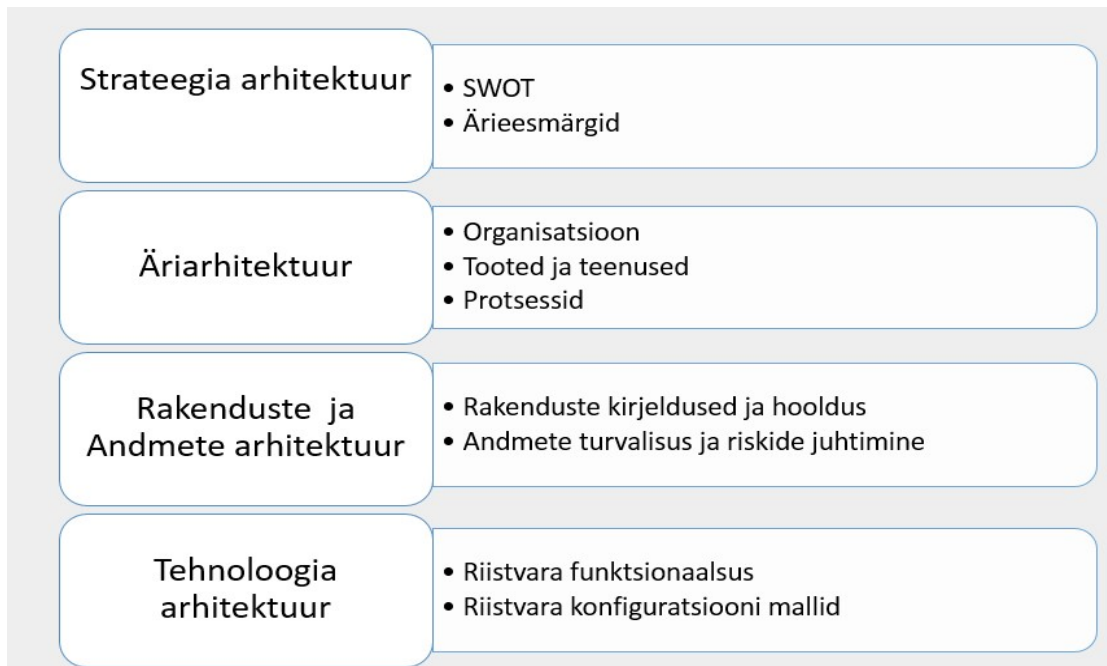 Strateegia arhitektuur
• SWOT
• Ärieesmärgid
Äriarhitektuur
• Organisatsioon
• Tooted ja teenused
• Protsessid
Rakenduste ja
Andmete arhitektuur
• Rakenduste kirjeldused ja hooldus
• Andmete turvalisus ja riskide juhtimine
Tehnoloogia
arhitektuur
• Riistvara funktsionaalsus
• Riistvara konfiguratsiooni mallid